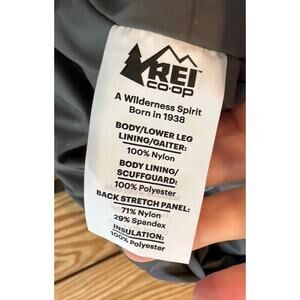 REI
CO·OP
A Wilderness Spirit
Born in 1938
BODY/LOWER LEG
LINING/GAITER:
100% Nylon
BODY LINING/
SCUFFGUARD:
100% Polyester
BACK STRETCH PANEL:
71% Nylon
29% Spandex
INSULATION:
100% Polyester